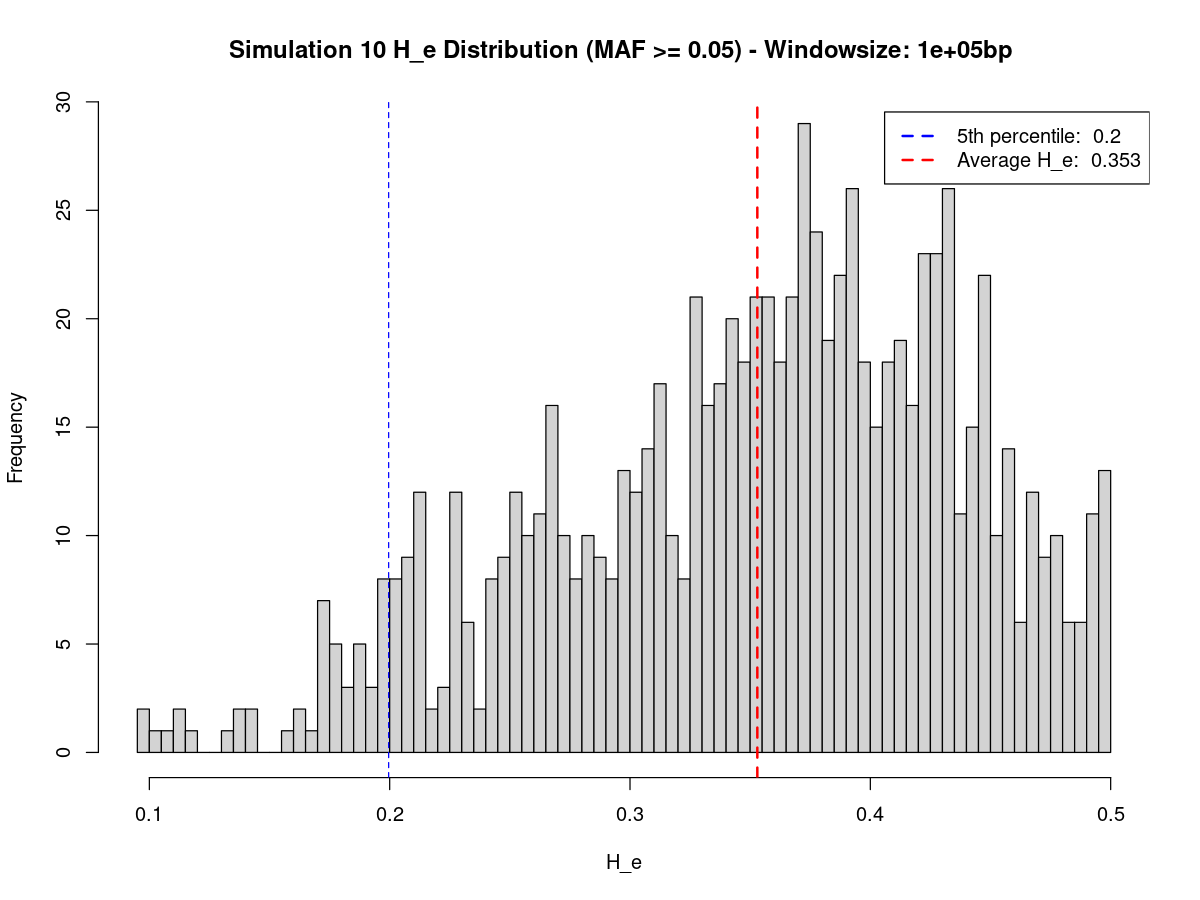 Simulation 10 H_e Distribution (MAF >= 0.05) - Windowsize: 1e+05bp
5th percentile:  0.2
Average H_e:  0.353
Frequency
30
25
20
15
10
5
0
0.1 0.2 0.3 0.4 0.5
H_e